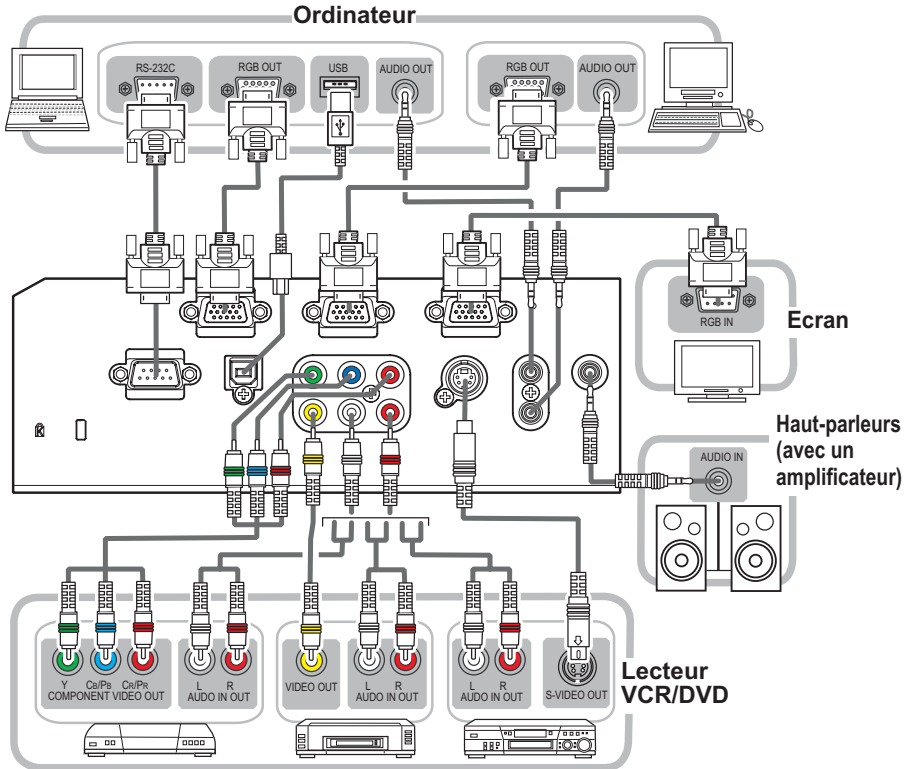 Ordinateur
RS-232C
RGB OUT
USB
AUDIO OUT
RGB OUT
AUDIO OUT
RGB IN
Ecran
Haut-parleurs
(avec un
amplificateur)
AUDIO IN
K
Y CB/PB CR/PR
COMPONENT VIDEO OUT
L R
AUDIO IN OUT
VIDEO OUT
L R
AUDIO IN OUT
L R
AUDIO IN OUT
S-VIDEO OUT
Lecteur
VCR/DVD